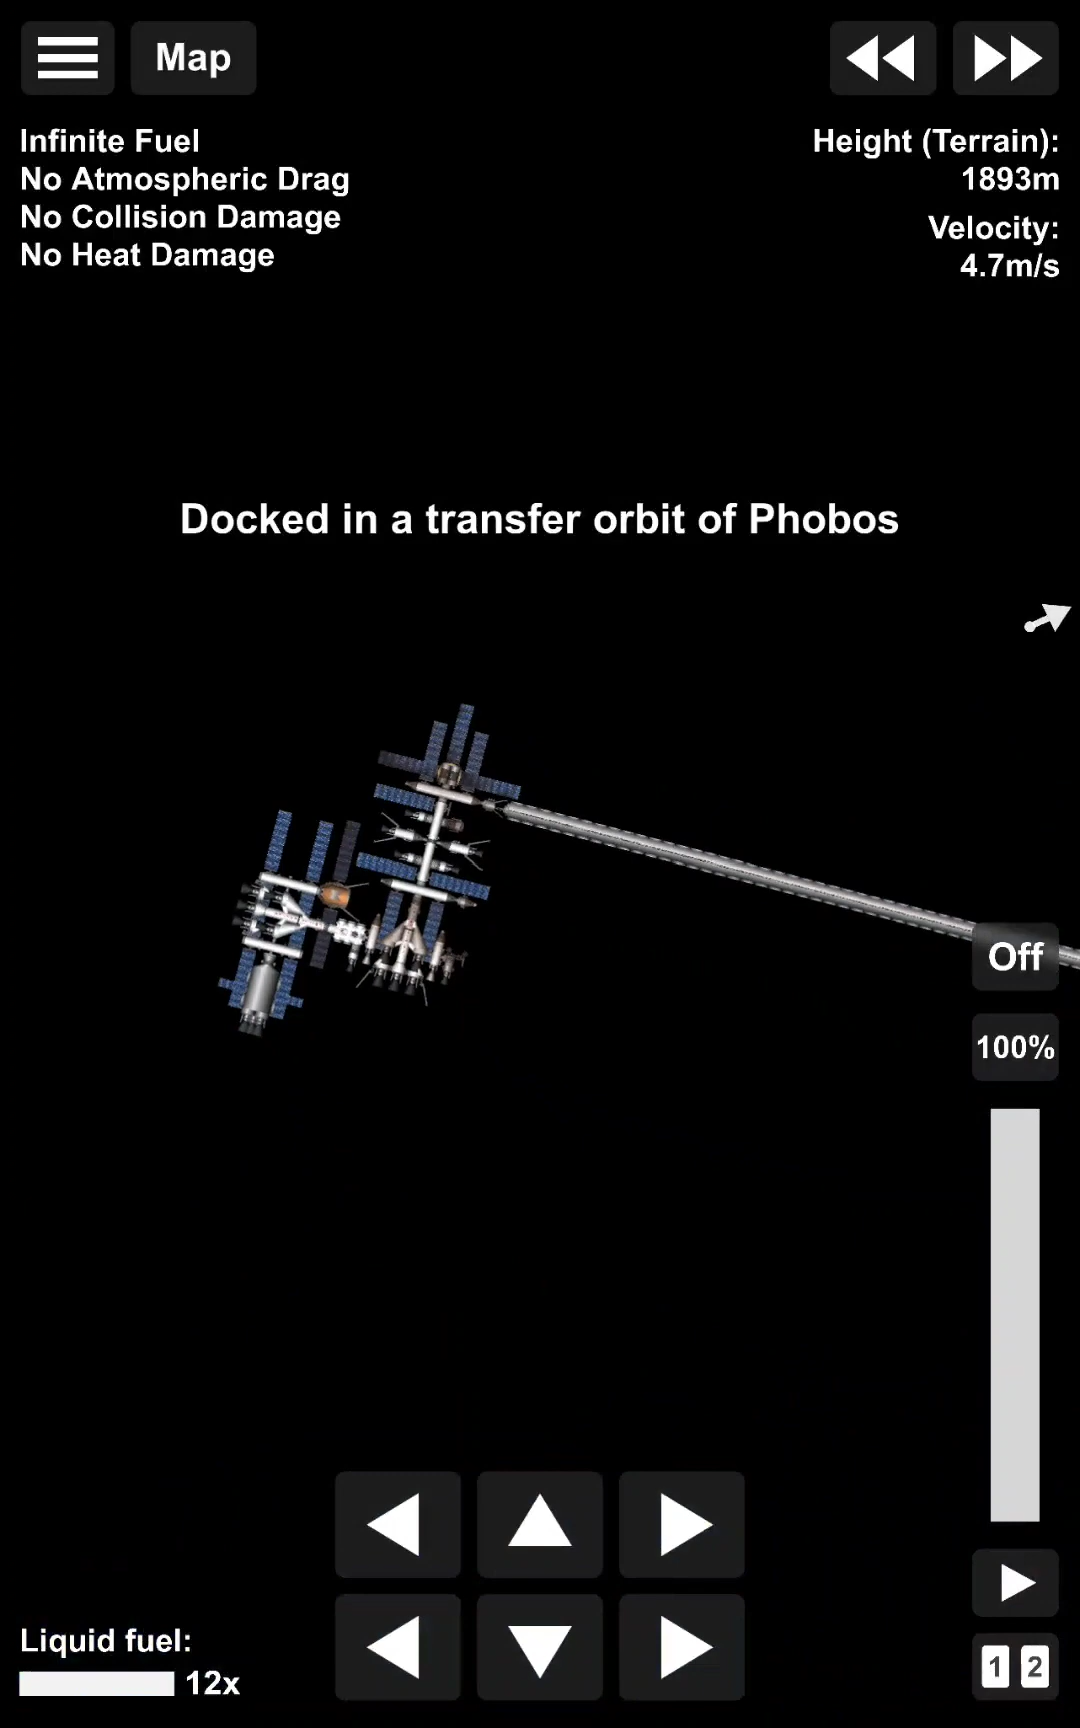 Map
Infinite Fuel
No Atmospheric Drag
No Collision Damage
No Heat Damage
Height (Terrain):
1893m
Velocity:
4.7m/s
Docked in a transfer orbit of Phobos
Off
100%
Liquid fuel:
12x
1 2